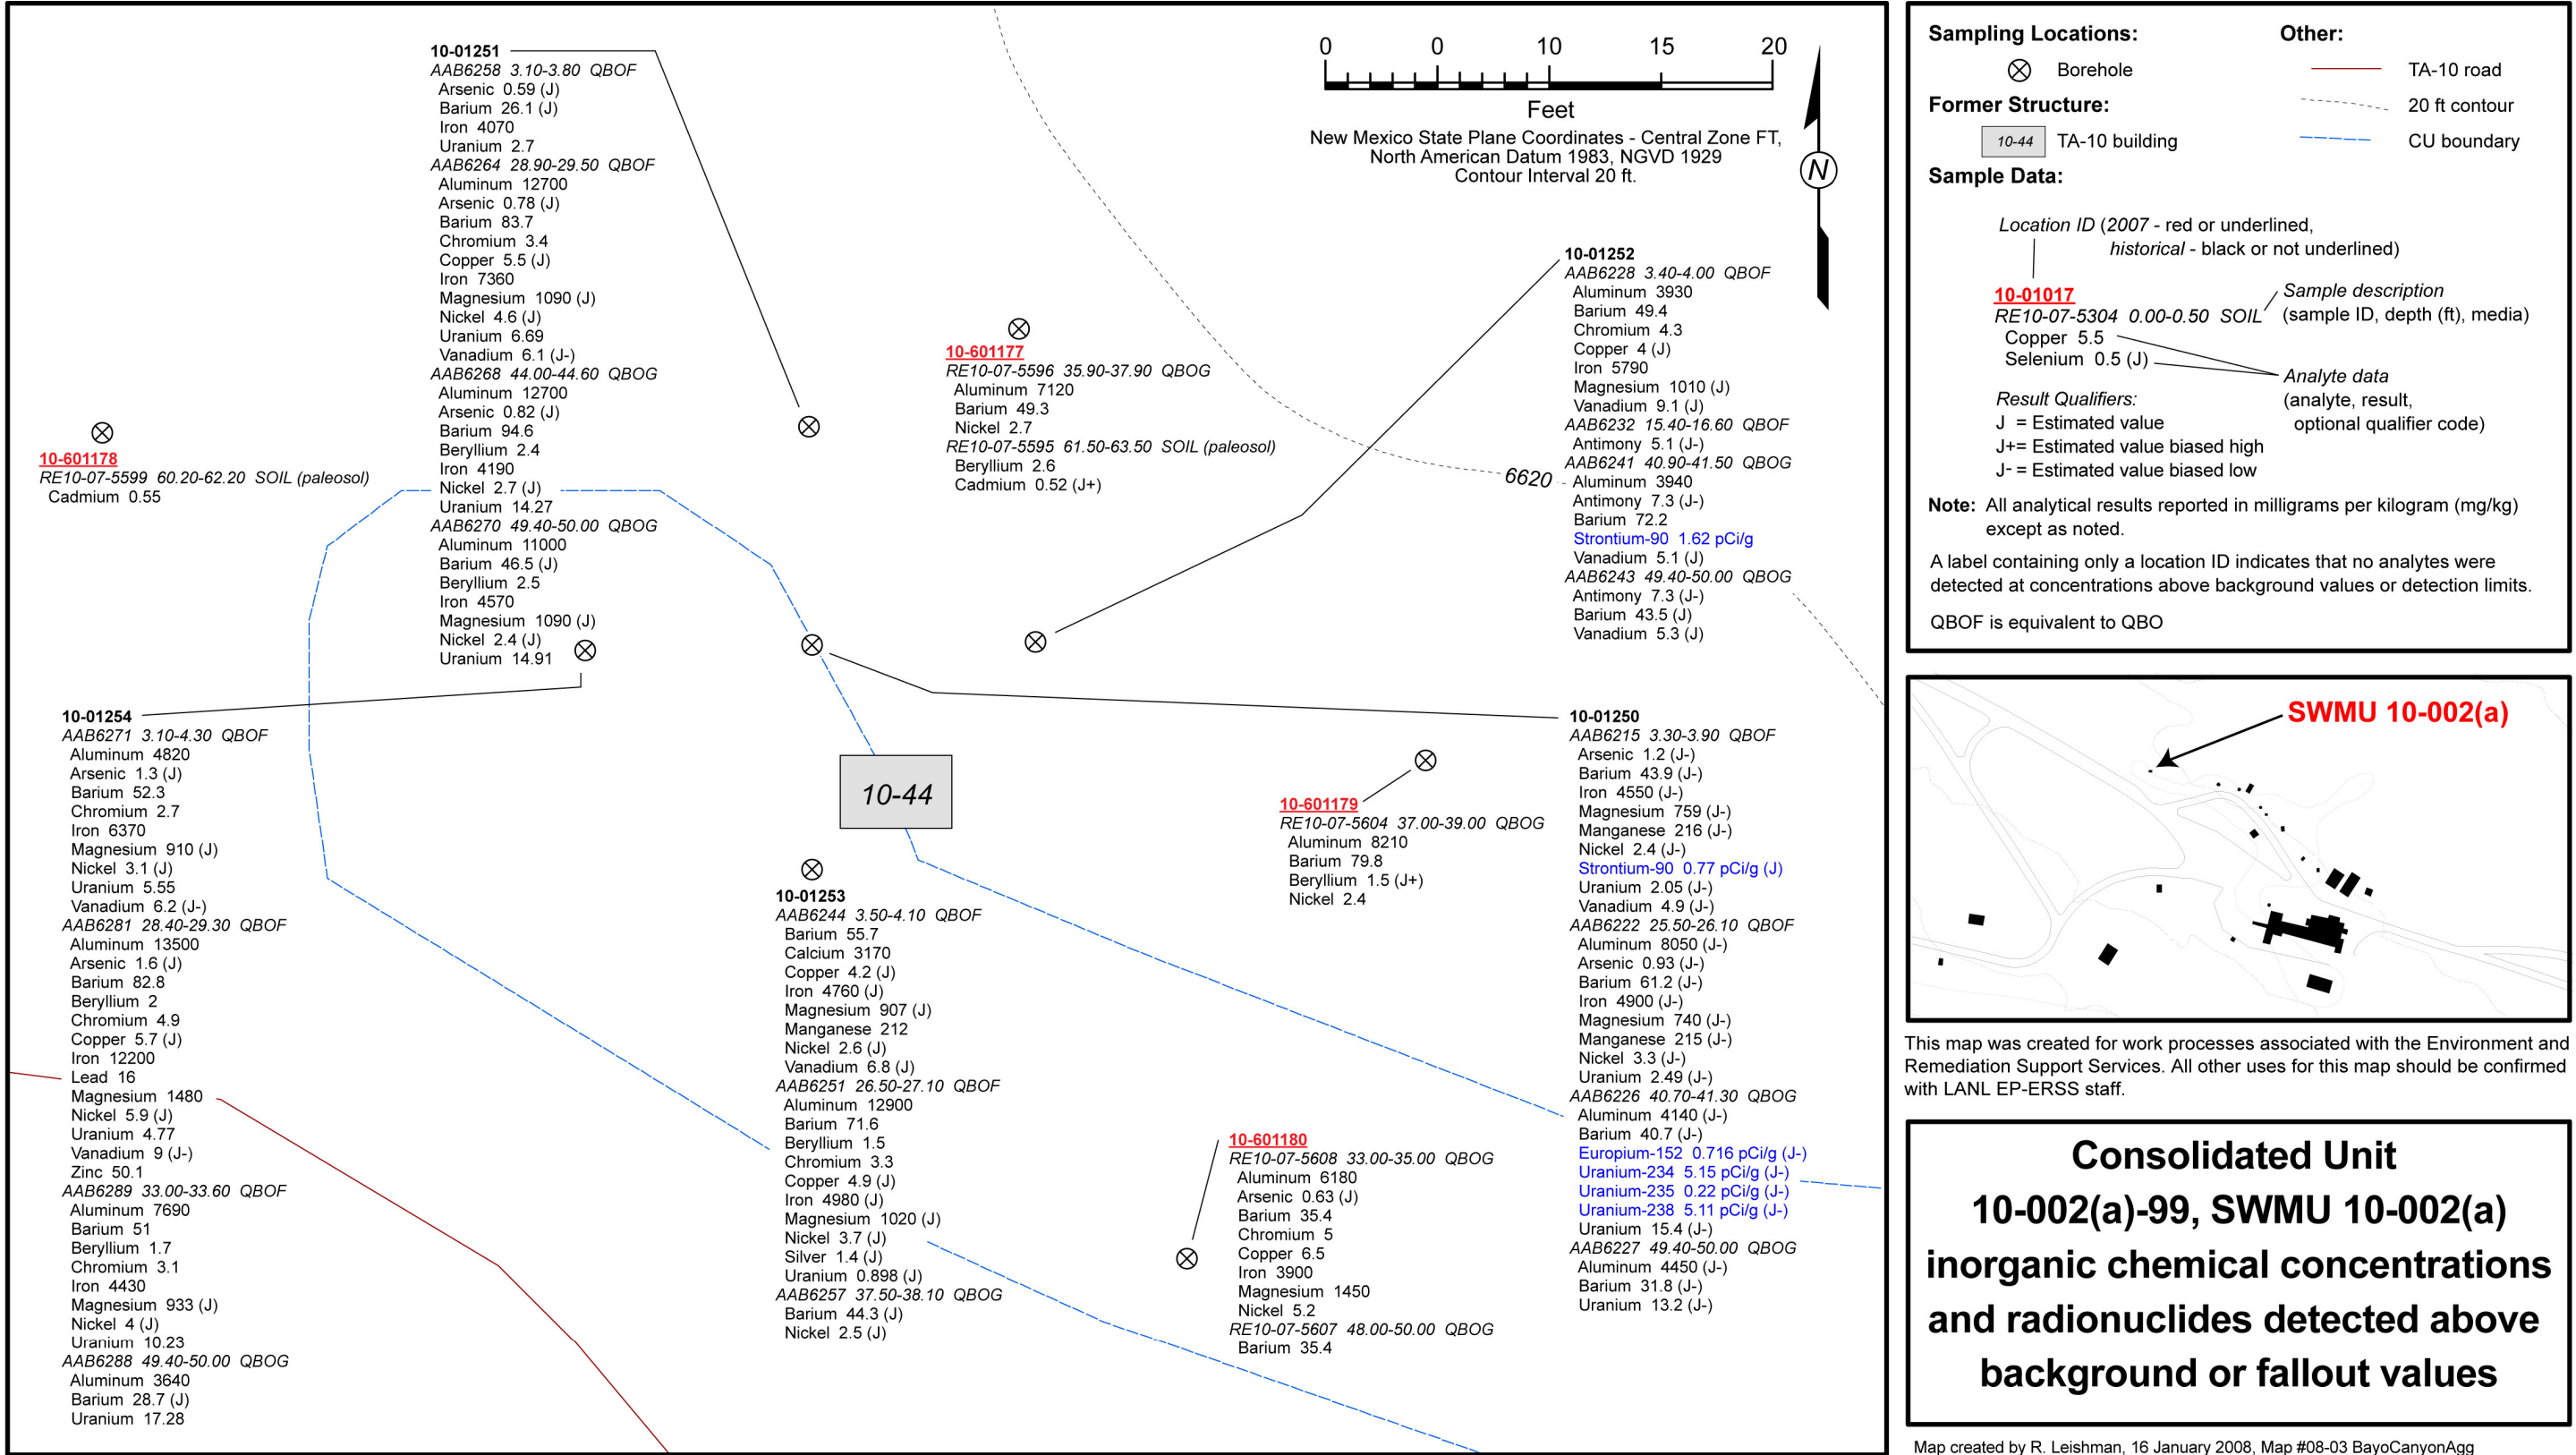 10-01251
AAB6258 3.10-3.80 QBOF
Arsenic 0.59 (J)
Barium 26.1 (J)
Iron 4070
Uranium 2.7
AAB6264 28.90-29.50 QBOF
Aluminum 12700
Arsenic 0.78 (J)
Barium 83.7
Chromium 3.4
Copper 5.5 (J)
Iron 7360
Magnesium 1090 (J)
Nickel 4.6 (J)
Uranium 6.69
Vanadium 6.1 (J-)
AAB6268 44.00-44.60 QBOG
Aluminum 12700
Arsenic 0.82 (J)
Barium 94.6
Beryllium 2.4
Iron 4190
Nickel 2.7 (J)
Uranium 14.27
AAB6270 49.40-50.00 QBOG
Aluminum 11000
Barium 46.5 (J)
Beryllium 2.5
Iron 4570
Magnesium 1090 (J)
Nickel 2.4 (J)
Uranium 14.91
10-601178
RE10-07-5599 60.20-62.20 SOIL (paleosol)
Cadmium 0.55
10-601177
RE10-07-5596 35.90-37.90 QBOG
Aluminum 7120
Barium 49.3
Nickel 2.7
RE10-07-5595 61.50-63.50 SOIL (paleosol)
Beryllium 2.6
Cadmium 0.52 (J+)
0 0 10 15 20
Feet
New Mexico State Plane Coordinates - Central Zone FT,
North American Datum 1983, NGVD 1929
Contour Interval 20 ft.
N
10-01252
AAB6228 3.40-4.00 QBOF
Aluminum 3930
Barium 49.4
Chromium 4.3
Copper 4 (J)
Iron 5790
Magnesium 1010 (J)
Vanadium 9.1 (J)
AAB6232 15.40-16.60 QBOF
Antimony 5.1 (J-)
AAB6241 40.90-41.50 QBOG
Aluminum 3940
Antimony 7.3 (J-)
Barium 72.2
Strontium-90 1.62 pCi/g
Vanadium 5.1 (J)
AAB6243 49.40-50.00 QBOG
Antimony 7.3 (J-)
Barium 43.5 (J)
Vanadium 5.3 (J)
6620
10-01254
AAB6271 3.10-4.30 QBOF
Aluminum 4820
Arsenic 1.3 (J)
Barium 52.3
Chromium 2.7
Iron 6370
Magnesium 910 (J)
Nickel 3.1 (J)
Uranium 5.55
Vanadium 6.2 (J-)
AAB6281 28.40-29.30 QBOF
Aluminum 13500
Arsenic 1.6 (J)
Barium 82.8
Beryllium 2
Chromium 4.9
Copper 5.7 (J)
Iron 12200
Lead 16
Magnesium 1480
Nickel 5.9 (J)
Uranium 4.77
Vanadium 9 (J-)
Zinc 50.1
AAB6289 33.00-33.60 QBOF
Aluminum 7690
Barium 51
Beryllium 1.7
Chromium 3.1
Iron 4430
Magnesium 933 (J)
Nickel 4 (J)
Uranium 10.23
AAB6288 49.40-50.00 QBOG
Aluminum 3640
Barium 28.7 (J)
Uranium 17.28
10-44
10-01253
AAB6244 3.50-4.10 QBOF
Barium 55.7
Calcium 3170
Copper 4.2 (J)
Iron 4760 (J)
Magnesium 907 (J)
Manganese 212
Nickel 2.6 (J)
Vanadium 6.8 (J)
AAB6251 26.50-27.10 QBOF
Aluminum 12900
Barium 71.6
Beryllium 1.5
Chromium 3.3
Copper 4.9 (J)
Iron 4980 (J)
Magnesium 1020 (J)
Nickel 3.7 (J)
Silver 1.4 (J)
Uranium 0.898 (J)
AAB6257 37.50-38.10 QBOG
Barium 44.3 (J)
Nickel 2.5 (J)
10-601179
RE10-07-5604 37.00-39.00 QBOG
Aluminum 8210
Barium 79.8
Beryllium 1.5 (J+)
Nickel 2.4
10-601180
RE10-07-5608 33.00-35.00 QBOG
Aluminum 6180
Arsenic 0.63 (J)
Barium 35.4
Chromium 5
Copper 6.5
Iron 3900
Magnesium 1450
Nickel 5.2
RE10-07-5607 48.00-50.00 QBOG
Barium 35.4
10-01250
AAB6215 3.30-3.90 QBOF
Arsenic 1.2 (J-)
Barium 43.9 (J-)
Iron 4550 (J-)
Magnesium 759 (J-)
Manganese 216 (J-)
Nickel 2.4 (J-)
Strontium-90 0.77 pCi/g (J)
Uranium 2.05 (J-)
Vanadium 4.9 (J-)
AAB6222 25.50-26.10 QBOF
Aluminum 8050 (J-)
Arsenic 0.93 (J-)
Barium 61.2 (J-)
Iron 4900 (J-)
Magnesium 740 (J-)
Manganese 215 (J-)
Nickel 3.3 (J-)
Uranium 2.49 (J-)
AAB6226 40.70-41.30 QBOG
Aluminum 4140 (J-)
Barium 40.7 (J-)
Europium-152 0.716 pCi/g (J-)
Uranium-234 5.15 pCi/g (J-)
Uranium-235 0.22 pCi/g (J-)
Uranium-238 5.11 pCi/g (J-)
Uranium 15.4 (J-)
AAB6227 49.40-50.00 QBOG
Aluminum 4450 (J-)
Barium 31.8 (J-)
Uranium 13.2 (J-)
Sampling Locations:
Borehole
Former Structure:
10-44 TA-10 building
Other:
TA-10 road
20 ft contour
CU boundary
Sample Data:
Location ID (2007 - red or underlined,
historical - black or not underlined)
10-01017
RE10-07-5304 0.00-0.50 SOIL
Copper 5.5
Selenium 0.5 (J)
Sample description
(sample ID, depth (ft), media)
Analyte data
(analyte, result,
optional qualifier code)
Result Qualifiers:
J = Estimated value
J+= Estimated value biased high
J- = Estimated value biased low
Note: All analytical results reported in milligrams per kilogram (mg/kg)
except as noted.
A label containing only a location ID indicates that no analytes were
detected at concentrations above background values or detection limits.
QBOF is equivalent to QBO
SWMU 10-002(a)
This map was created for work processes associated with the Environment and
Remediation Support Services. All other uses for this map should be confirmed
with LANL EP-ERSS staff.
Consolidated Unit
10-002(a)-99, SWMU 10-002(a)
inorganic chemical concentrations
and radionuclides detected above
background or fallout values
Map created by R. Leishman, 16 January 2008, Map #08-03 BayoCanyonAgg